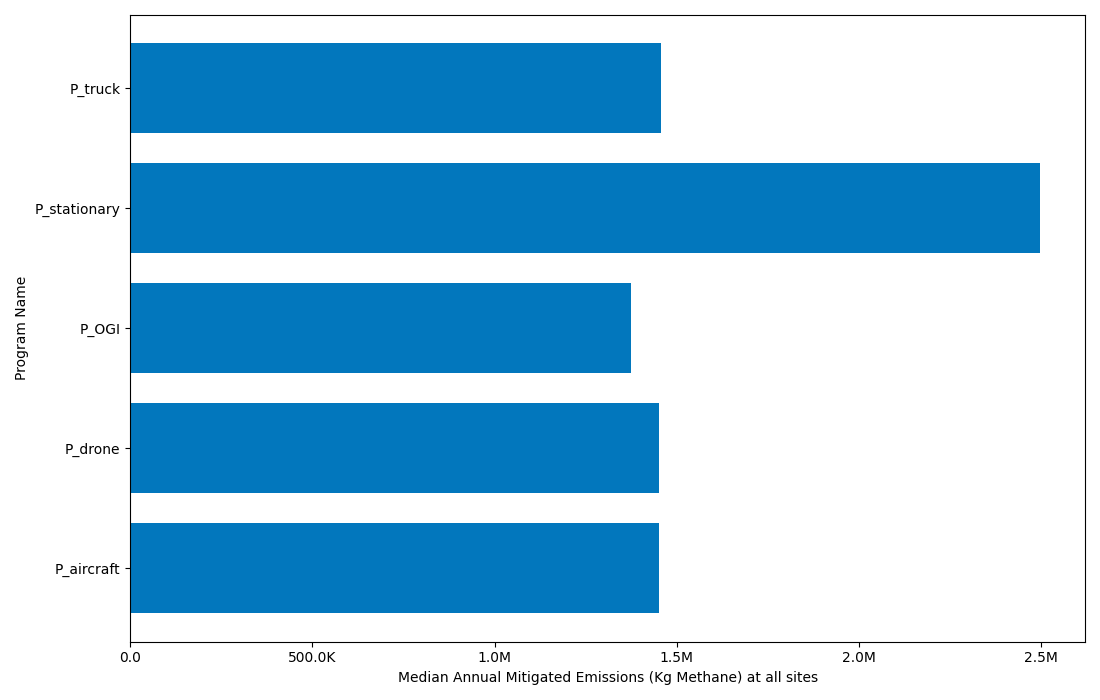 P_truck
P_stationary
P_OGI
P_drone
P_aircraft
Program Name
0.0 500.0K 1.0M 1.5M 2.0M 2.5M
Median Annual Mitigated Emissions (Kg Methane) at all sites